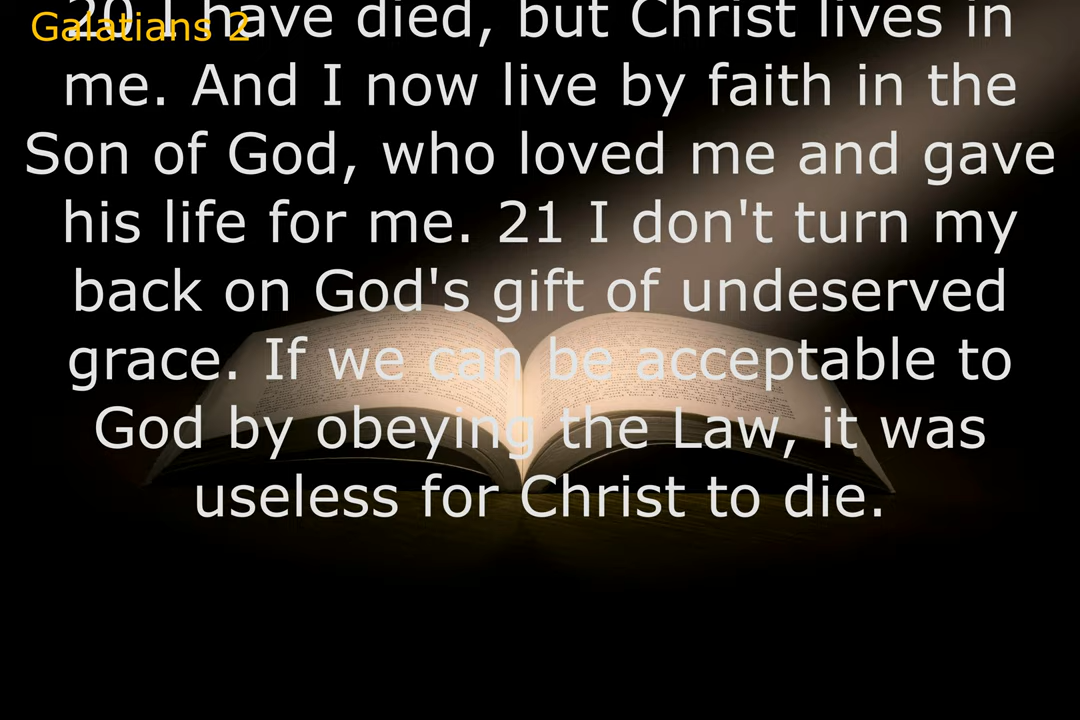 Galatians 2
20 I have died, but Christ lives in
me. And I now live by faith in the
Son of God, who loved me and gave
his life for me. 21 I don't turn my
back on God's gift of undeserved
grace. If we can be acceptable to
God by obeying the Law, it was
useless for Christ to die.